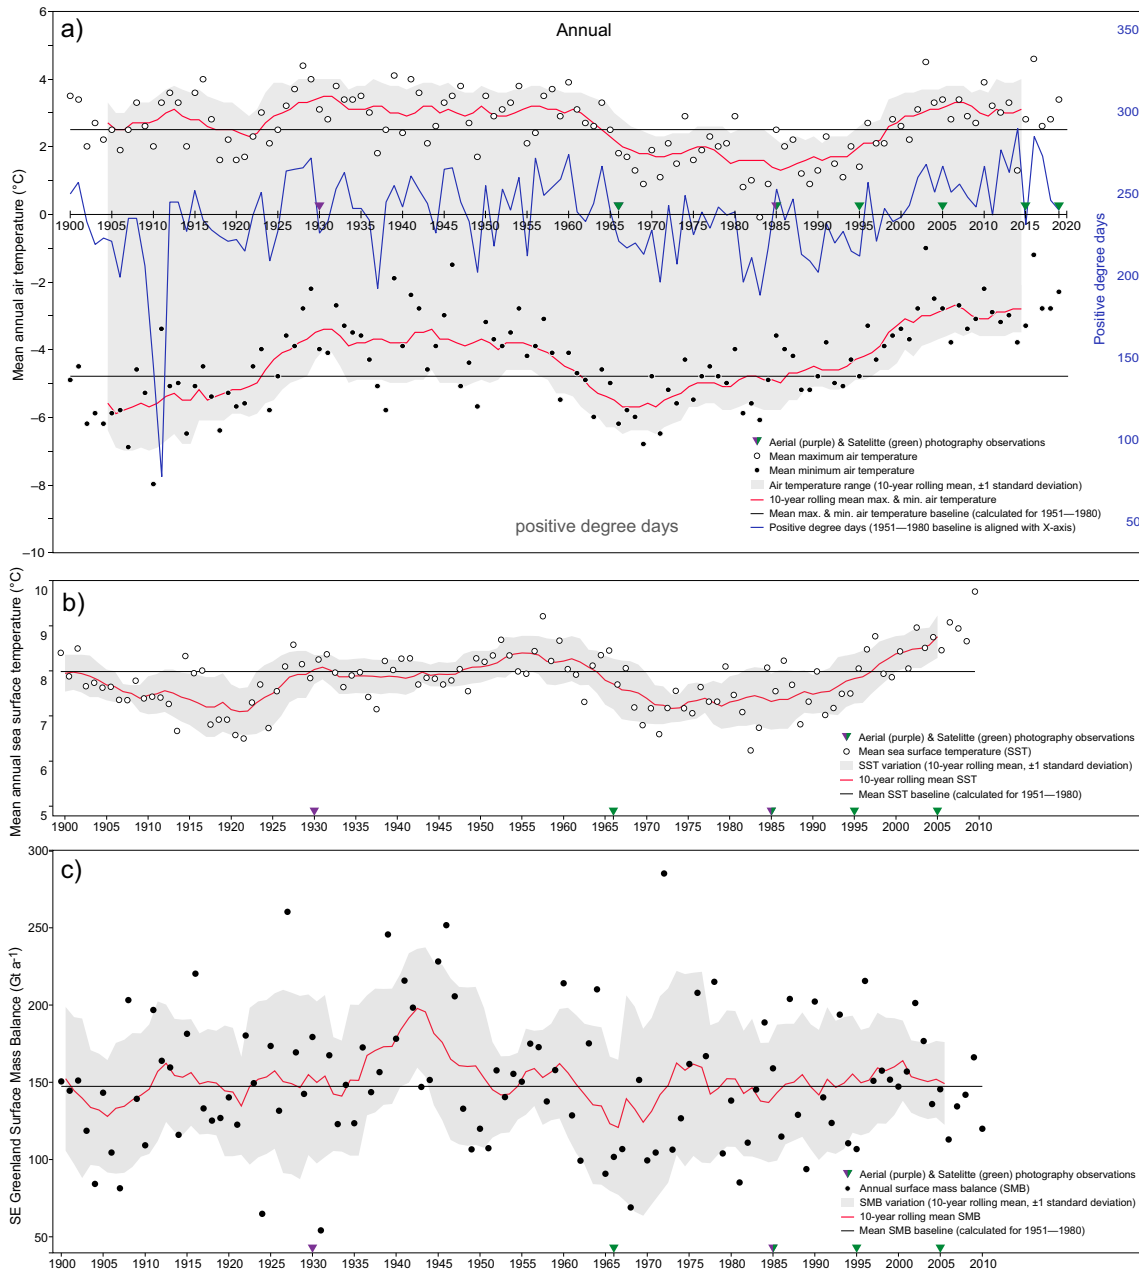 a)
Annual
Mean annual air temperature (°C)
6
4
2
0
–2
–4
–6
–8
–10
350
300
250
200
150
100
50
Positive degree days
1900 1905 1910 1915 1920 1925 1930 1935 1940 1945 1950 1955 1960 1965 1970 1975 1980 1985 1990 1995 2000 2005 2010 2015 2020
Aerial (purple) & Satelitte (green) photography observations
Mean maximum air temperature
Mean minimum air temperature
Air temperature range (10-year rolling mean, ±1 standard deviation)
10-year rolling mean max. & min. air temperature
Mean max. & min. air temperature baseline (calculated for 1951—1980)
Positive degree days (1951—1980 baseline is aligned with X-axis)
positive degree days
b)
Mean annual sea surface temperature (°C)
10
9
8
7
6
5
Aerial (purple) & Satelitte (green) photography observations
Mean sea surface temperature (SST)
SST variation (10-year rolling mean, ±1 standard deviation)
10-year rolling mean SST
Mean SST baseline (calculated for 1951—1980)
1900 1905 1910 1915 1920 1925 1930 1935 1940 1945 1950 1955 1960 1965 1970 1975 1980 1985 1990 1995 2000 2005 2010
c)
SE Greenland Surface Mass Balance (Gt a⁻¹)
300
250
200
150
100
50
Aerial (purple) & Satelitte (green) photography observations
Annual surface mass balance (SMB)
SMB variation (10-year rolling mean, ±1 standard deviation)
10-year rolling mean SMB
Mean SMB baseline (calculated for 1951—1980)
1900 1905 1910 1915 1920 1925 1930 1935 1940 1945 1950 1955 1960 1965 1970 1975 1980 1985 1990 1995 2000 2005 2010